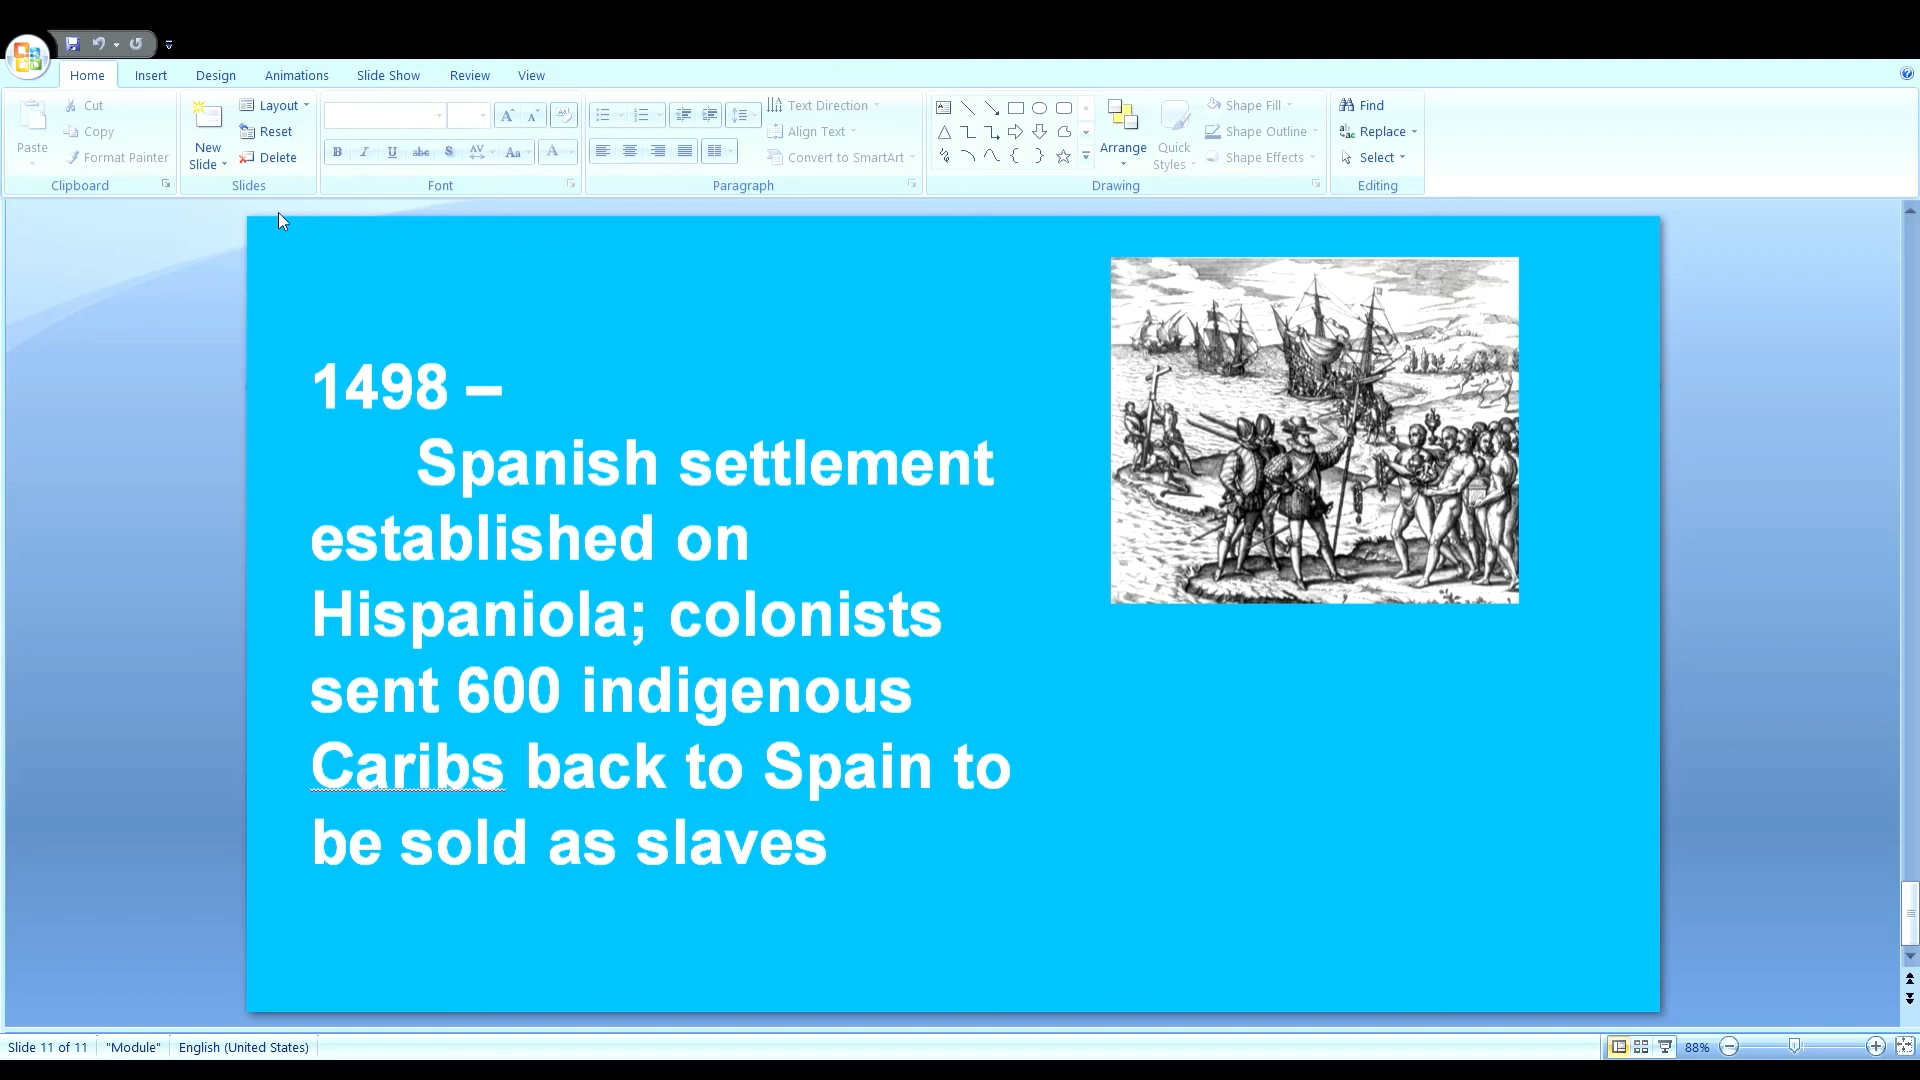 Home Insert Design Animations Slide Show Review View
Cut
Copy
Format Painter
Paste
Clipboard
New
Slide
Layout
Reset
Delete
Slides
B I U abc S AV Aa A
Font
Text Direction
Align Text
Convert to SmartArt
Paragraph
Arrange
Quick
Styles
Shape Fill
Shape Outline
Shape Effects
Drawing
Find
Replace
Select
Editing
1498 –
Spanish settlement
established on
Hispaniola; colonists
sent 600 indigenous
Caribs back to Spain to
be sold as slaves
Slide 11 of 11 "Module" English (United States) 88%